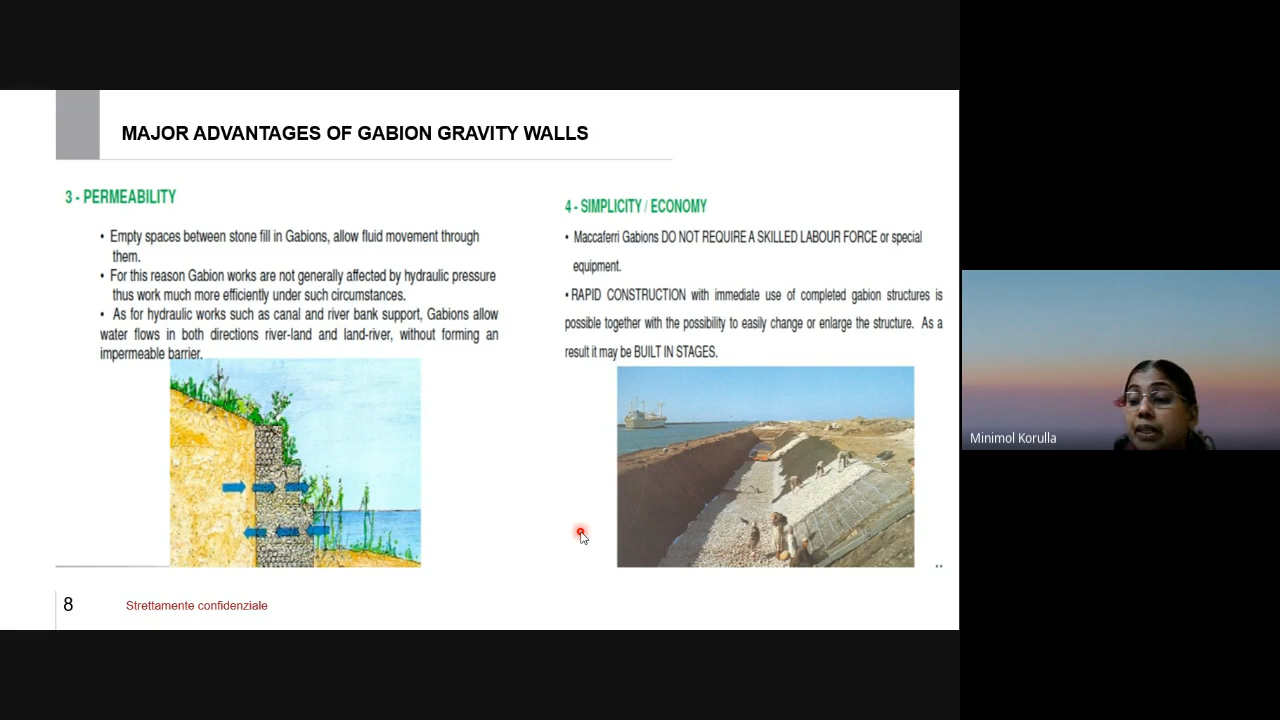 MAJOR ADVANTAGES OF GABION GRAVITY WALLS
3 - PERMEABILITY
• Empty spaces between stone fill in Gabions, allow fluid movement through
them.
• For this reason Gabion works are not generally affected by hydraulic pressure
thus work much more efficiently under such circumstances.
• As for hydraulic works such as canal and river bank support, Gabions allow
water flows in both directions river-land and land-river, without forming an
impermeable barrier.
4 - SIMPLICITY / ECONOMY
• Maccaferri Gabions DO NOT REQUIRE A SKILLED LABOUR FORCE or special
equipment.
• RAPID CONSTRUCTION with immediate use of completed gabion structures is
possible together with the possibility to easily change or enlarge the structure. As a
result it may be BUILT IN STAGES.
8
Strettamente confidenziale
Minimol Korulla